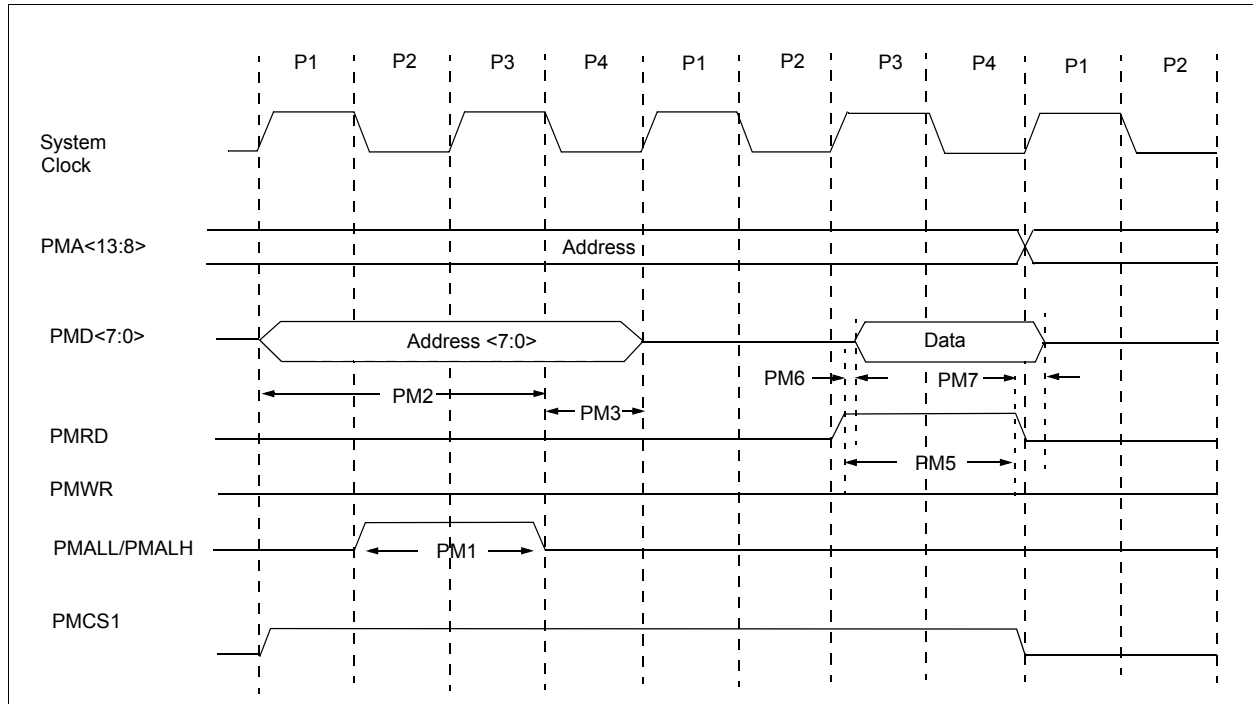 P1 P2 P3 P4 P1 P2 P3 P4 P1 P2
System
Clock
PMA<13:8>
Address
PMD<7:0>
Address <7:0>
Data
PM6
PM7
PM2
PM3
PMRD
PM5
PMWR
PMALL/PMALH
PM1
PMCS1